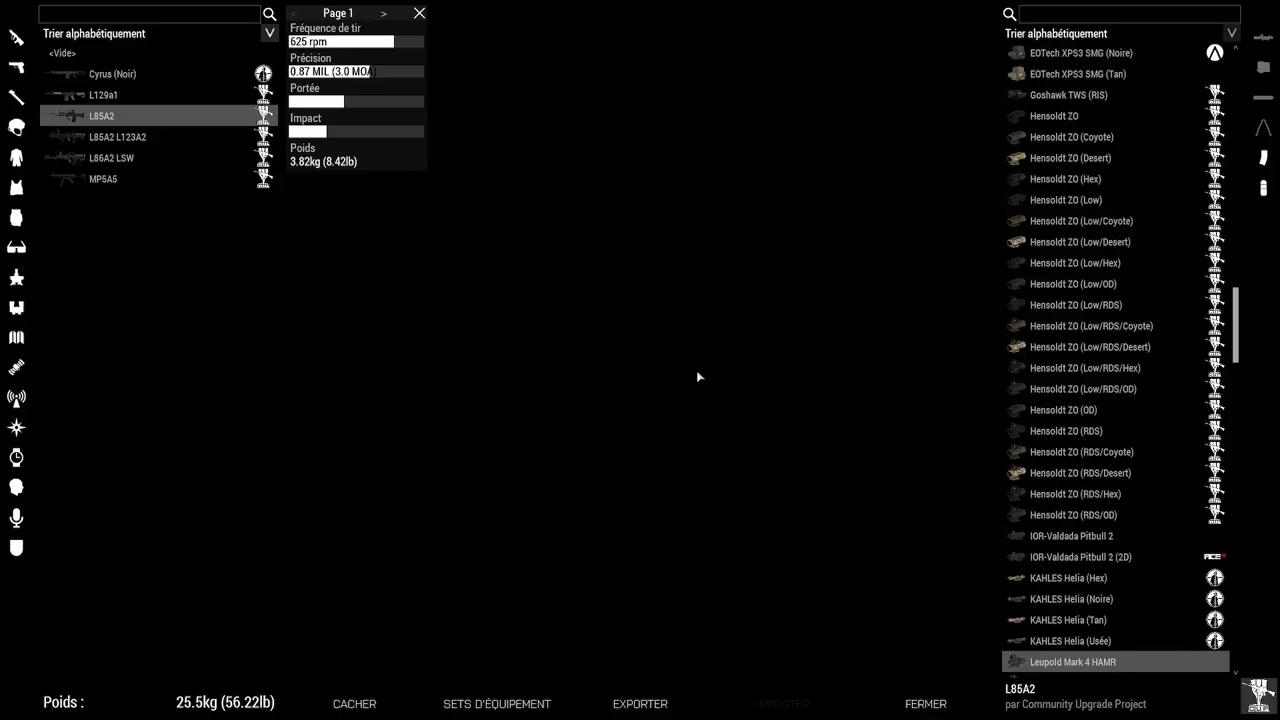 Trier alphabétiquement
<Vide>
Cyrus (Noir)
L129a1
L85A2
L85A2 L123A2
L86A2 LSW
MP5A5
< Page 1 >
Fréquence de tir
625 rpm
Précision
0.87 MIL (3.0 MOA)
Portée
Impact
Poids
3.82kg (8.42lb)
Trier alphabétiquement
EOTech XPS3 SMG (Noire)
EOTech XPS3 SMG (Tan)
Goshawk TWS (RIS)
Hensoldt ZO
Hensoldt ZO (Coyote)
Hensoldt ZO (Desert)
Hensoldt ZO (Hex)
Hensoldt ZO (Low)
Hensoldt ZO (Low/Coyote)
Hensoldt ZO (Low/Desert)
Hensoldt ZO (Low/Hex)
Hensoldt ZO (Low/OD)
Hensoldt ZO (Low/RDS)
Hensoldt ZO (Low/RDS/Coyote)
Hensoldt ZO (Low/RDS/Desert)
Hensoldt ZO (Low/RDS/Hex)
Hensoldt ZO (Low/RDS/OD)
Hensoldt ZO (OD)
Hensoldt ZO (RDS)
Hensoldt ZO (RDS/Coyote)
Hensoldt ZO (RDS/Desert)
Hensoldt ZO (RDS/Hex)
Hensoldt ZO (RDS/OD)
IOR-Valdada Pitbull 2
IOR-Valdada Pitbull 2 (2D) ACE
KAHLES Helia (Hex)
KAHLES Helia (Noire)
KAHLES Helia (Tan)
KAHLES Helia (Usée)
Leupold Mark 4 HAMR
L85A2
par Community Upgrade Project
Poids : 25.5kg (56.22lb)
CACHER SETS D'ÉQUIPEMENT EXPORTER IMPORTER FERMER